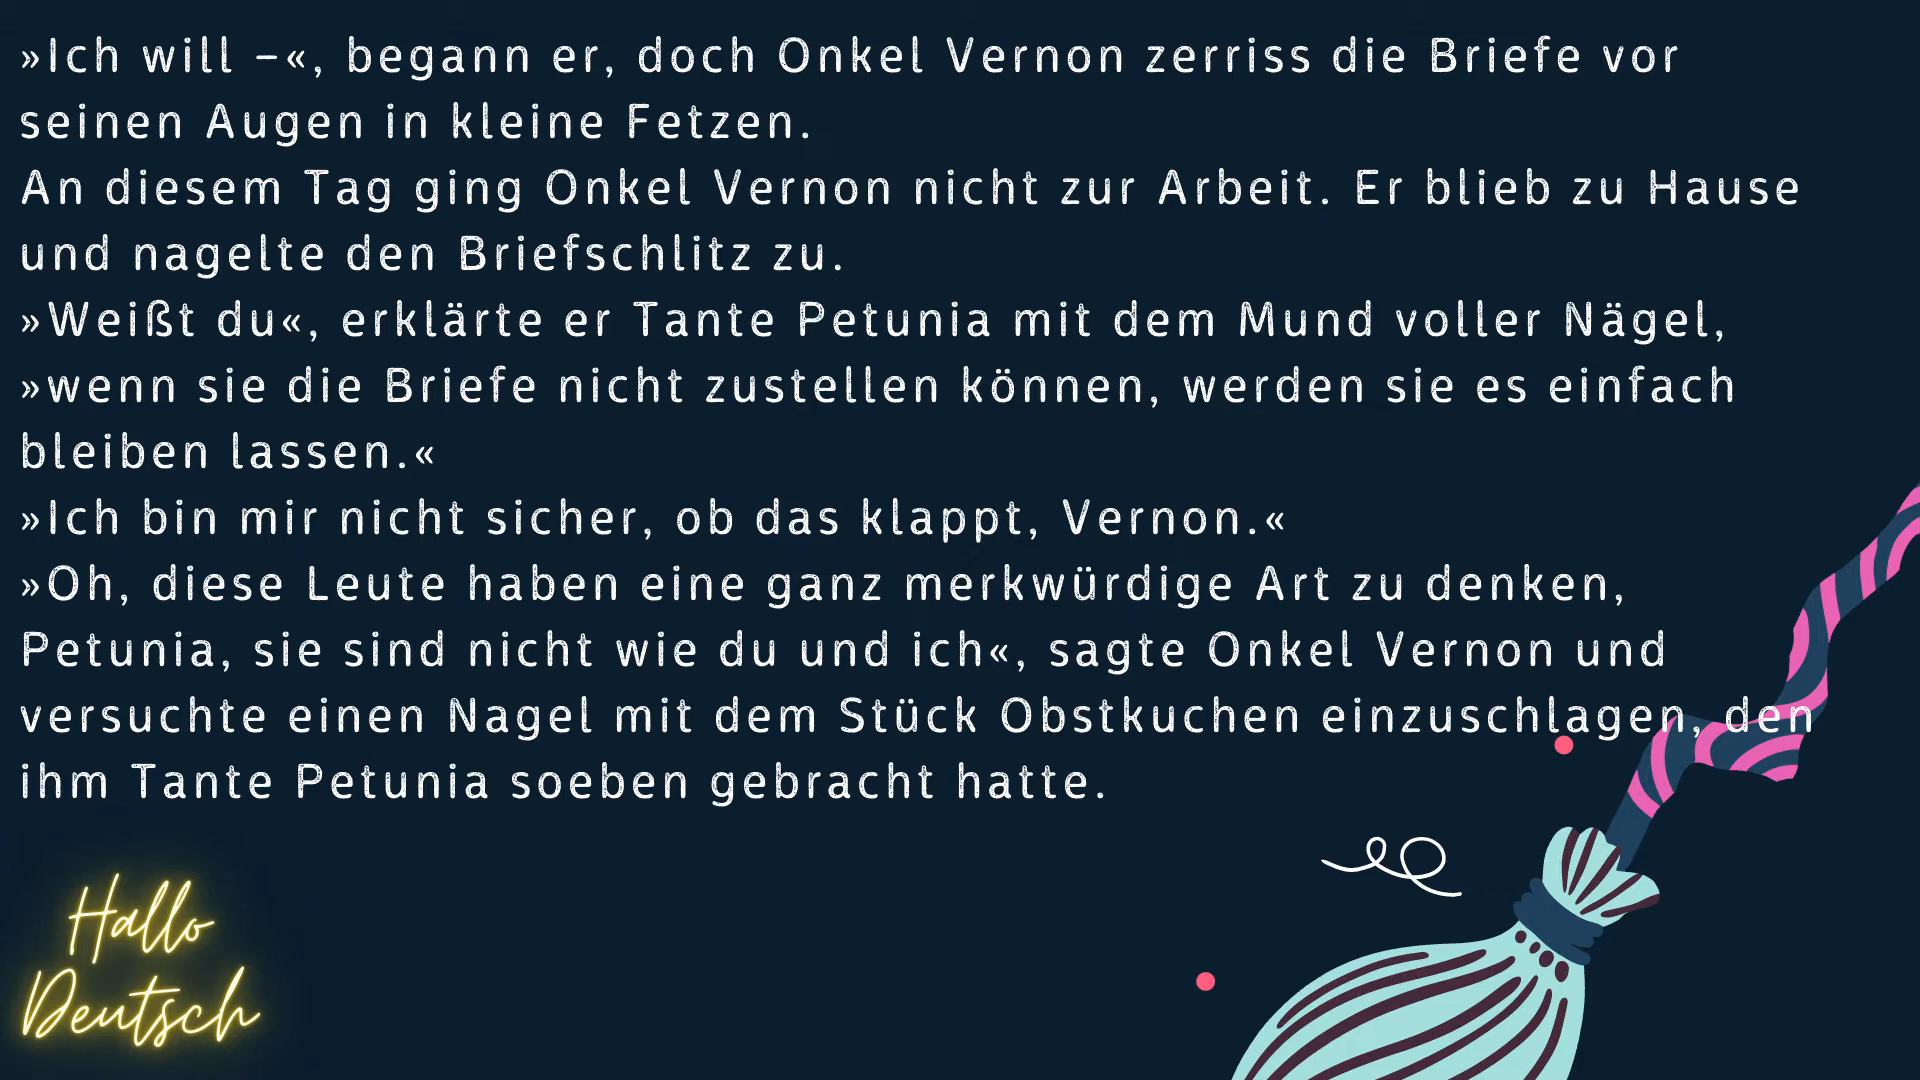 »Ich will –«, begann er, doch Onkel Vernon zerriss die Briefe vor
seinen Augen in kleine Fetzen.
An diesem Tag ging Onkel Vernon nicht zur Arbeit. Er blieb zu Hause
und nagelte den Briefschlitz zu.
»Weißt du«, erklärte er Tante Petunia mit dem Mund voller Nägel,
»wenn sie die Briefe nicht zustellen können, werden sie es einfach
bleiben lassen.«
»Ich bin mir nicht sicher, ob das klappt, Vernon.«
»Oh, diese Leute haben eine ganz merkwürdige Art zu denken,
Petunia, sie sind nicht wie du und ich«, sagte Onkel Vernon und
versuchte einen Nagel mit dem Stück Obstkuchen einzuschlagen, den
ihm Tante Petunia soeben gebracht hatte.
Hallo
Deutsch